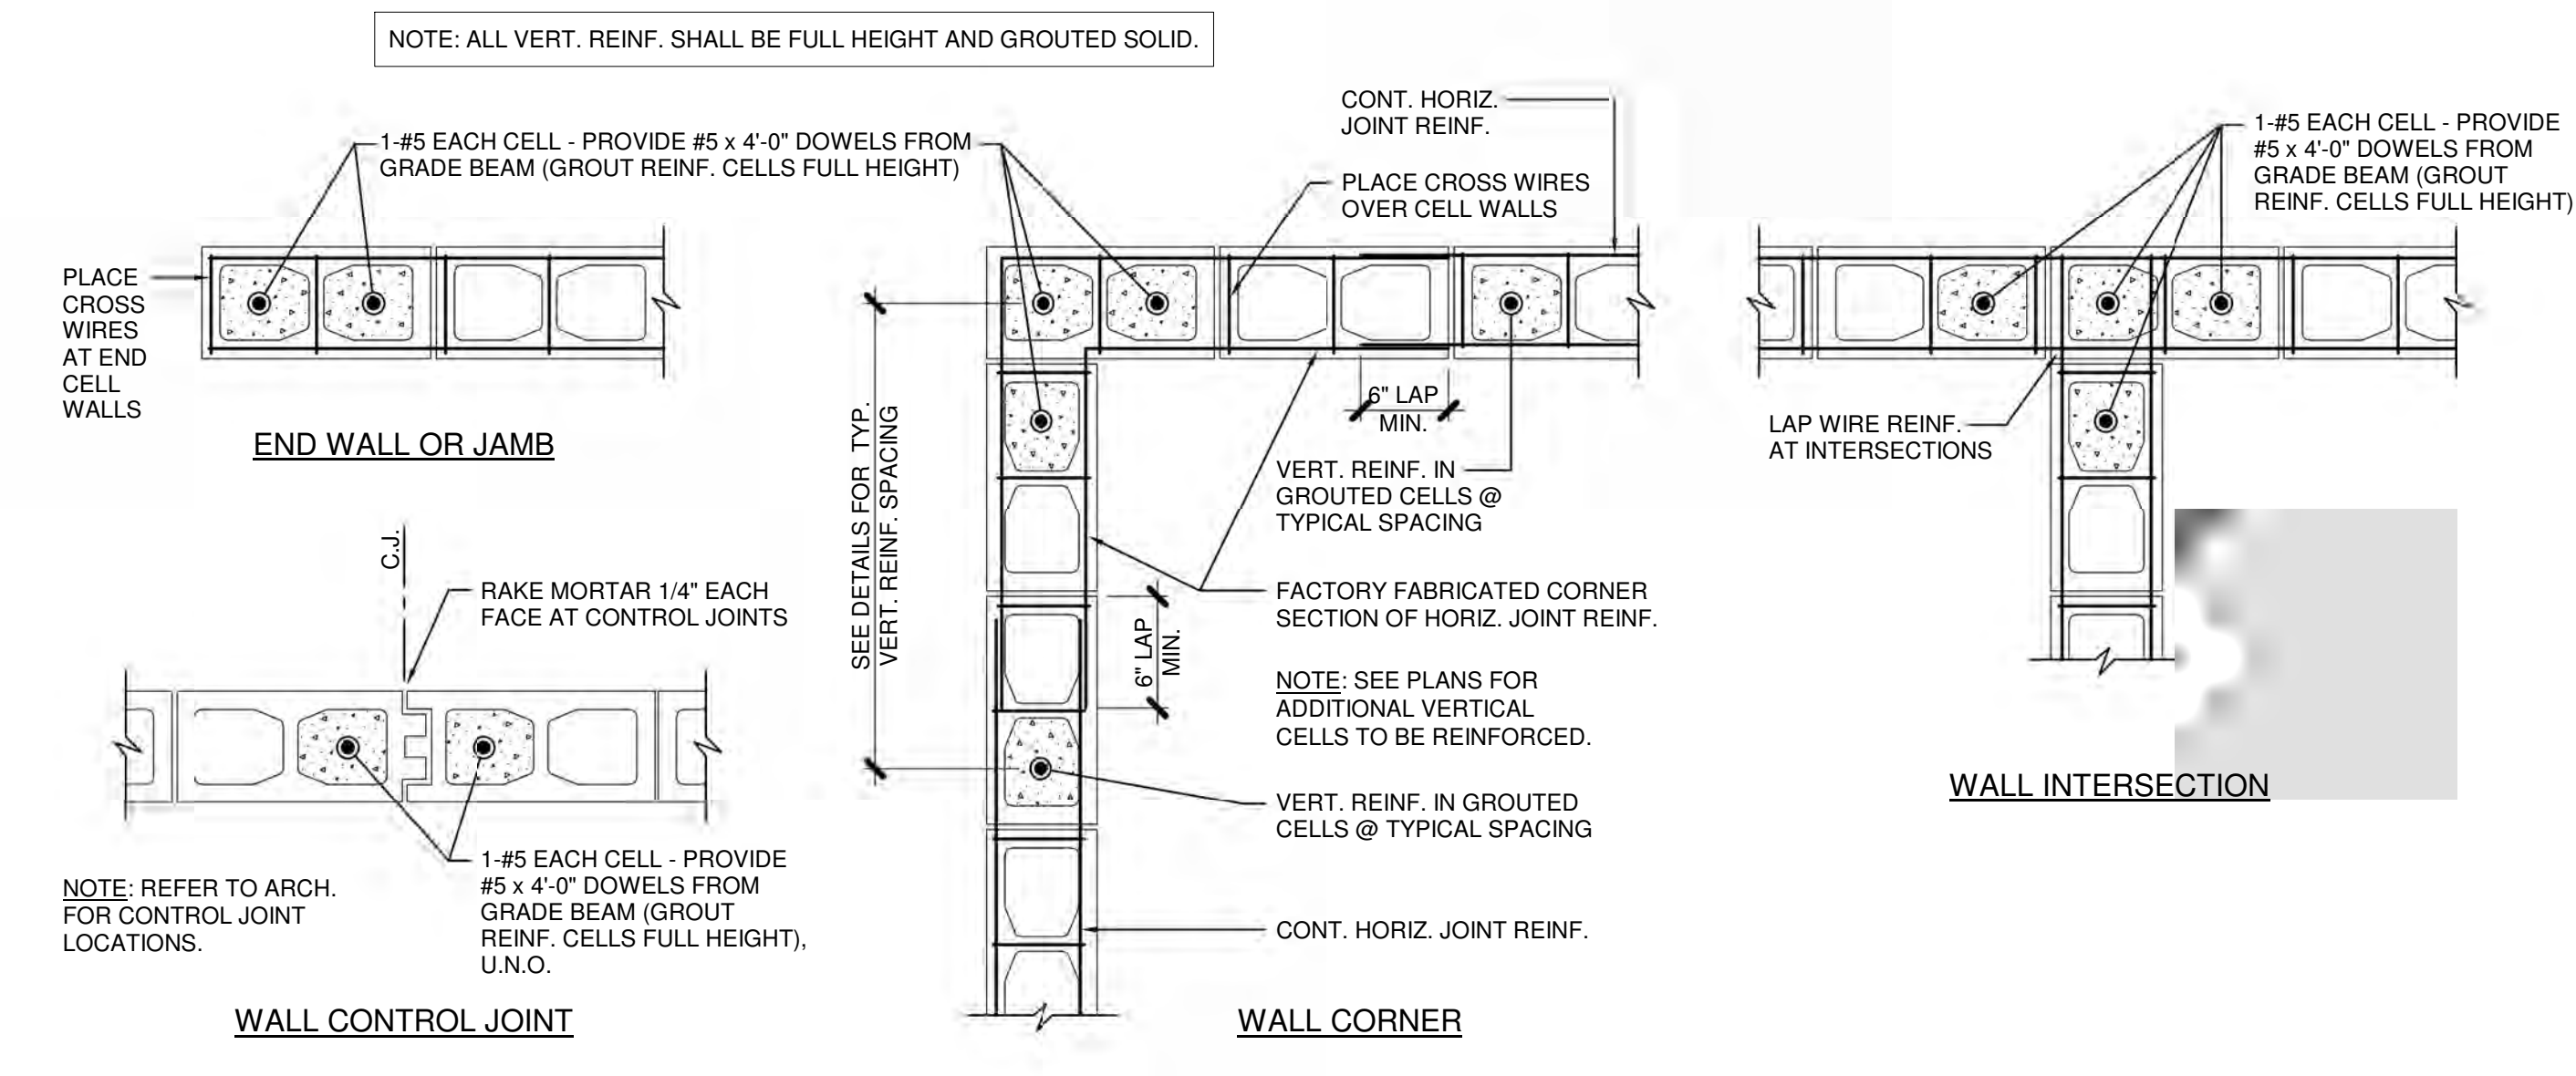 NOTE: ALL VERT. REINF. SHALL BE FULL HEIGHT AND GROUTED SOLID.
1-#5 EACH CELL - PROVIDE #5 x 4'-0" DOWELS FROM
GRADE BEAM (GROUT REINF. CELLS FULL HEIGHT)
PLACE
CROSS
WIRES
AT END
CELL
WALLS
END WALL OR JAMB
C.J.
RAKE MORTAR 1/4" EACH
FACE AT CONTROL JOINTS
1-#5 EACH CELL - PROVIDE
#5 x 4'-0" DOWELS FROM
GRADE BEAM (GROUT
REINF. CELLS FULL HEIGHT),
U.N.O.
NOTE: REFER TO ARCH.
FOR CONTROL JOINT
LOCATIONS.
WALL CONTROL JOINT
CONT. HORIZ.
JOINT REINF.
PLACE CROSS WIRES
OVER CELL WALLS
SEE DETAILS FOR TYP.
VERT. REINF. SPACING
6" LAP
MIN.
VERT. REINF. IN
GROUTED CELLS @
TYPICAL SPACING
FACTORY FABRICATED CORNER
SECTION OF HORIZ. JOINT REINF.
6" LAP
MIN.
NOTE: SEE PLANS FOR
ADDITIONAL VERTICAL
CELLS TO BE REINFORCED.
VERT. REINF. IN GROUTED
CELLS @ TYPICAL SPACING
CONT. HORIZ. JOINT REINF.
WALL CORNER
1-#5 EACH CELL - PROVIDE
#5 x 4'-0" DOWELS FROM
GRADE BEAM (GROUT
REINF. CELLS FULL HEIGHT)
LAP WIRE REINF.
AT INTERSECTIONS
WALL INTERSECTION